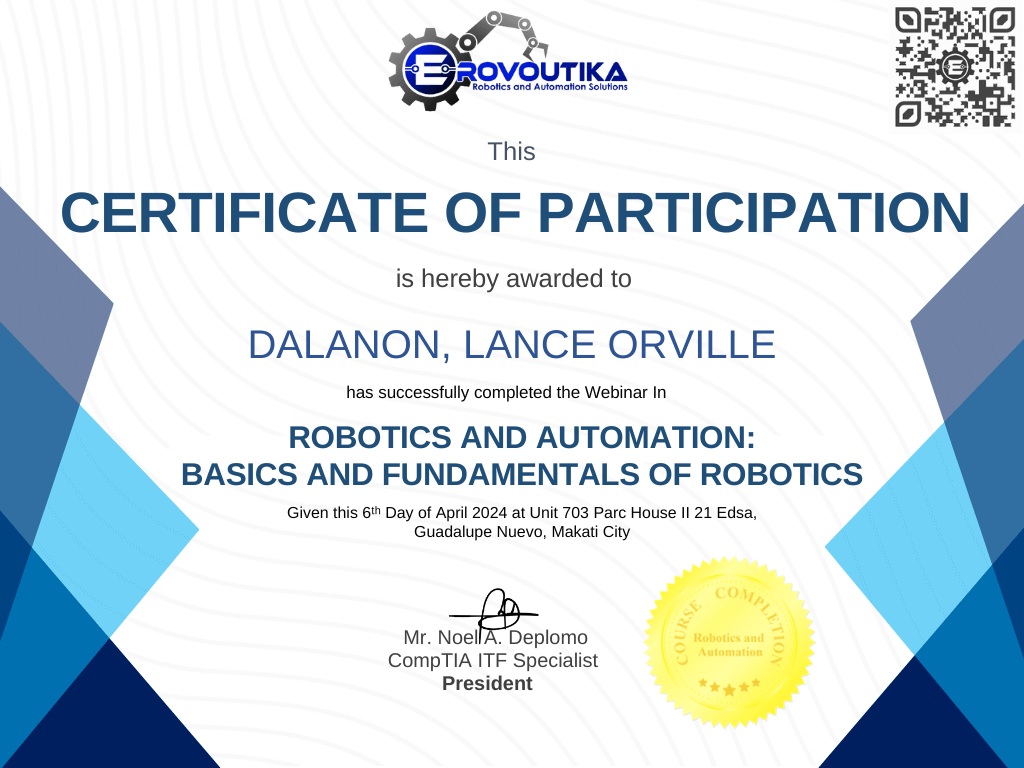 EROVOUTIKA
Robotics and Automation Solutions
This
CERTIFICATE OF PARTICIPATION
is hereby awarded to
DALANON, LANCE ORVILLE
has successfully completed the Webinar In
ROBOTICS AND AUTOMATION:
BASICS AND FUNDAMENTALS OF ROBOTICS
Given this 6th Day of April 2024 at Unit 703 Parc House II 21 Edsa,
Guadalupe Nuevo, Makati City
Mr. Noel A. Deplomo
CompTIA ITF Specialist
President
COURSE COMPLETION
Robotics and
Automation